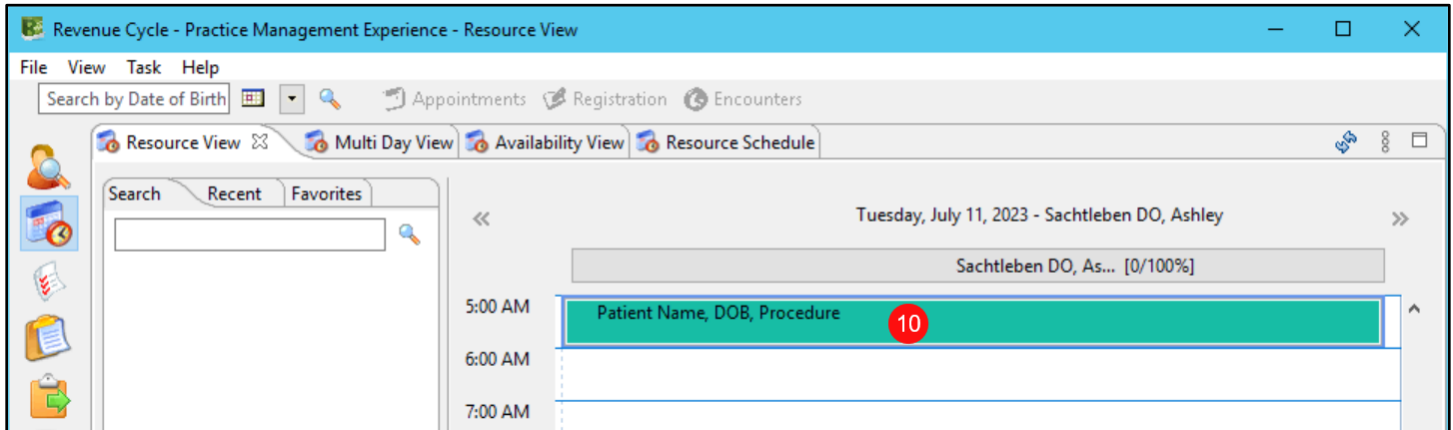 Revenue Cycle - Practice Management Experience - Resource View
File View Task Help
Search by Date of Birth Appointments Registration Encounters
Resource View Multi Day View Availability View Resource Schedule
Search Recent Favorites
Tuesday, July 11, 2023 - Sachtleben DO, Ashley
Sachtleben DO, As... [0/100%]
5:00 AM Patient Name, DOB, Procedure 10
6:00 AM
7:00 AM